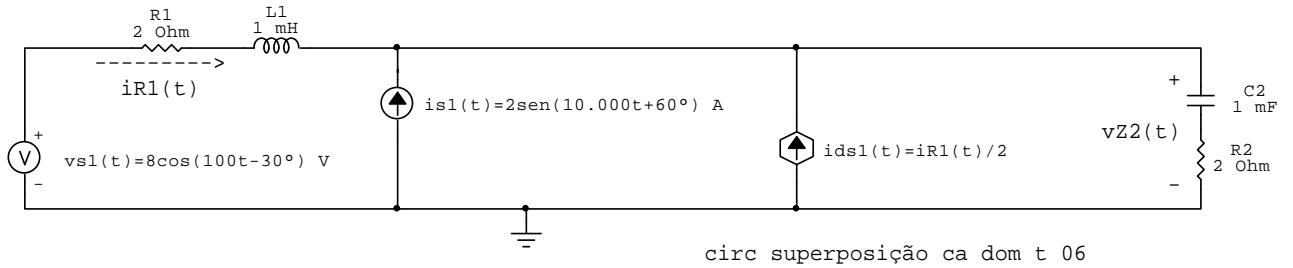 R1
2 Ohm
L1
1 mH
-------->
iR1(t)
is1(t)=2sen(10.000t+60°) A
+
C2
1 mF
vZ2(t)
+
V
vs1(t)=8cos(100t-30°) V
-
ids1(t)=iR1(t)/2
R2
2 Ohm
-
circ superposição ca dom t 06